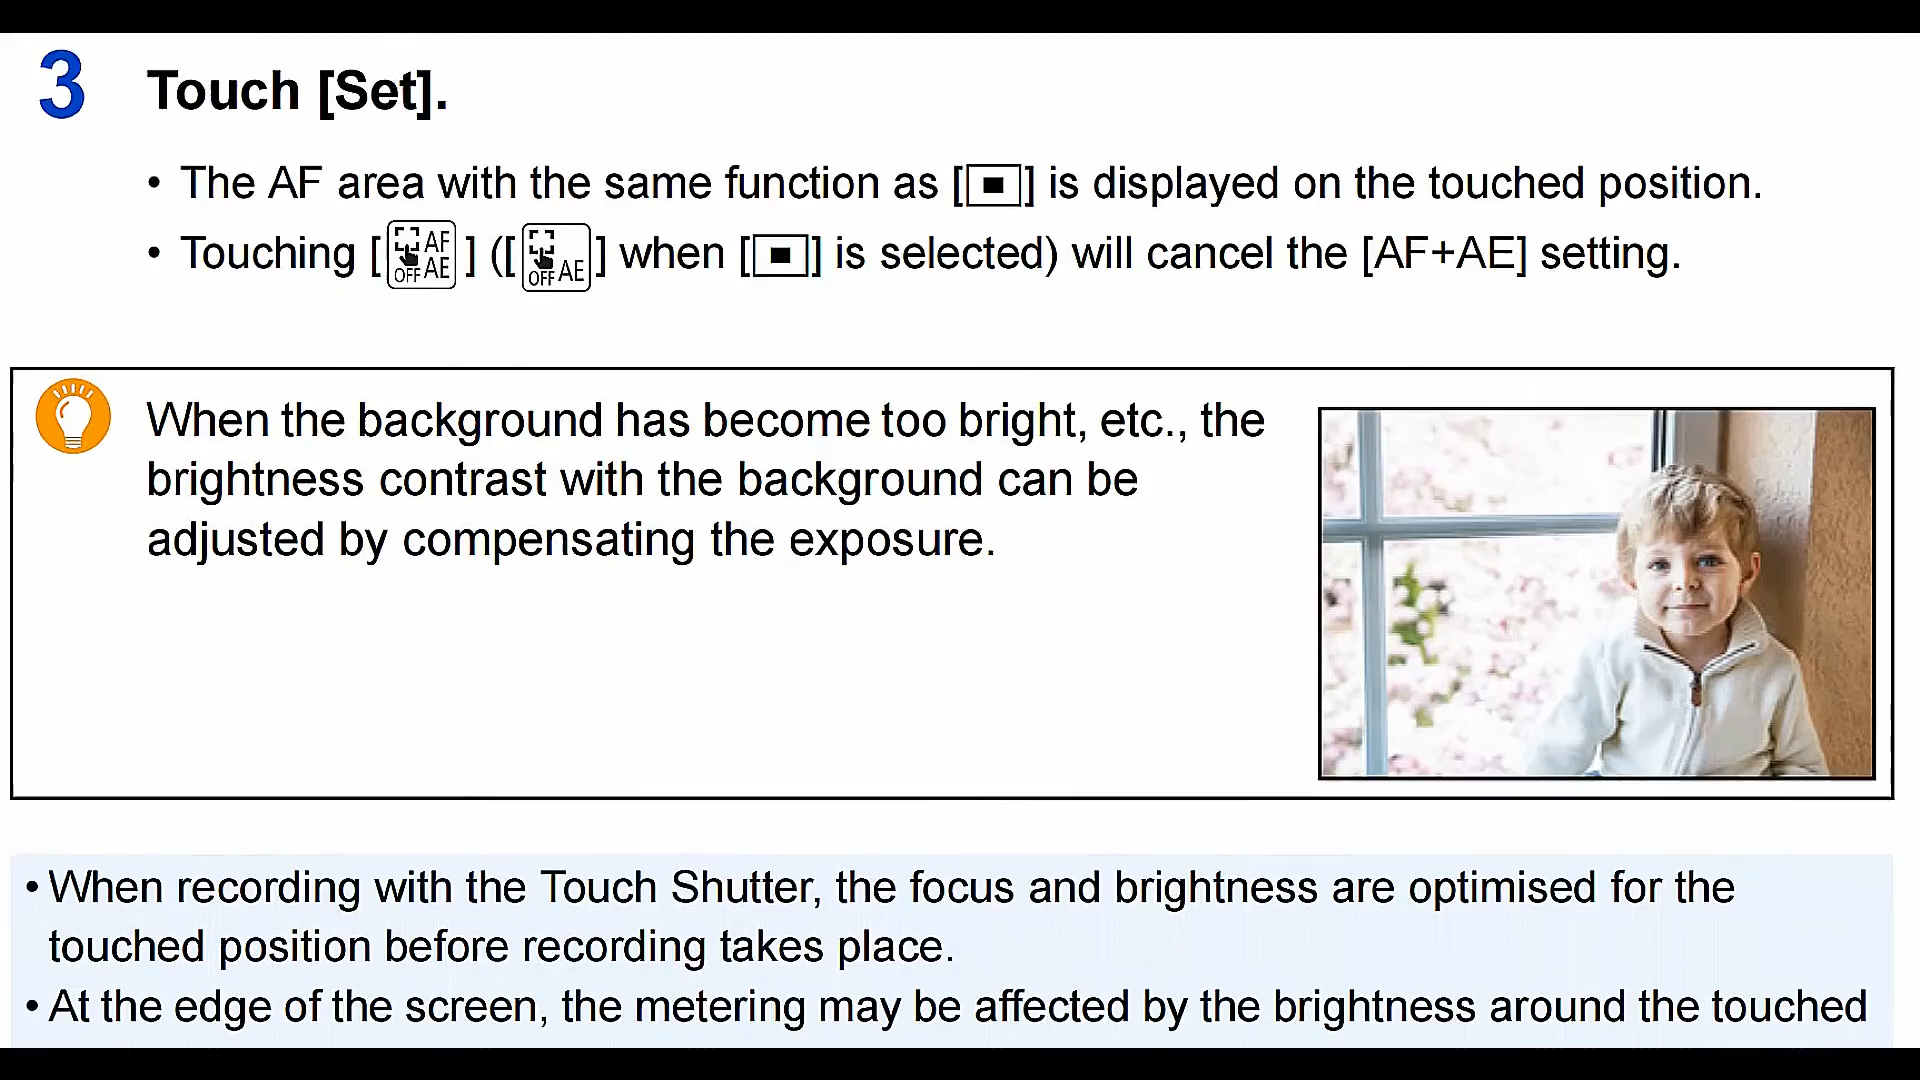 3 Touch [Set].
• The AF area with the same function as [▪] is displayed on the touched position.
• Touching [AF OFF AE] ([OFF AE] when [▪] is selected) will cancel the [AF+AE] setting.
When the background has become too bright, etc., the
brightness contrast with the background can be
adjusted by compensating the exposure.
• When recording with the Touch Shutter, the focus and brightness are optimised for the
touched position before recording takes place.
• At the edge of the screen, the metering may be affected by the brightness around the touched